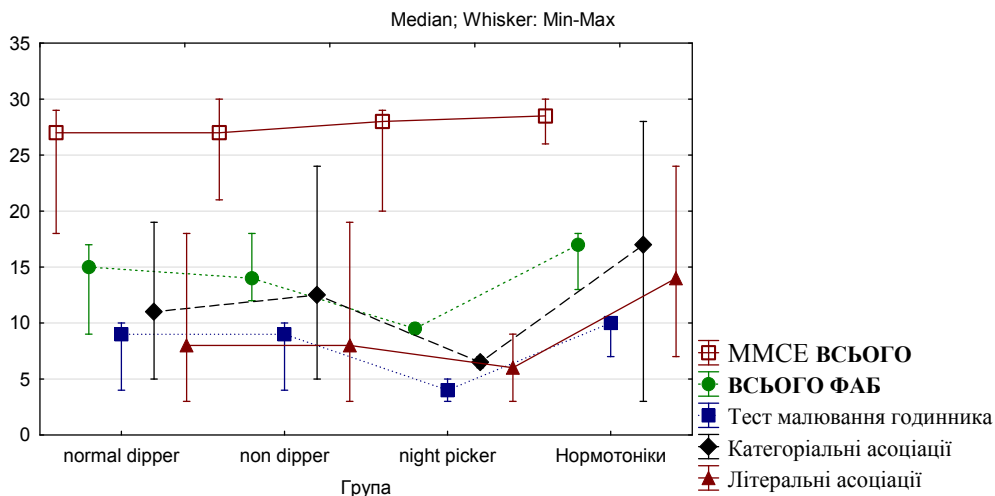 Median; Whisker: Min-Max
35
30
25
20
15
10
5
0
normal dipper non dipper night picker Нормотоніки
Група
ММСЕ ВСЬОГО
ВСЬОГО ФАБ
Тест малювання годинника
Категоріальні асоціації
Літеральні асоціації